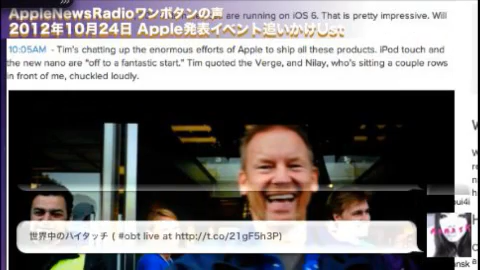 AppleNewsRadioワンボタンの声
are running on iOS 6. That is pretty impressive. Will
2012年10月24日 Apple発表イベント追いかけUst
10:05AM - Tim's chatting up the enormous efforts of Apple to ship all these products. iPod touch and
the new nano are "off to a fantastic start." Tim quoted the Verge, and Nilay, who's sitting a couple rows
in front of me, chuckled loudly.
世界中のハイタッチ ( #obt live at http://t.co/21gF5h3P)